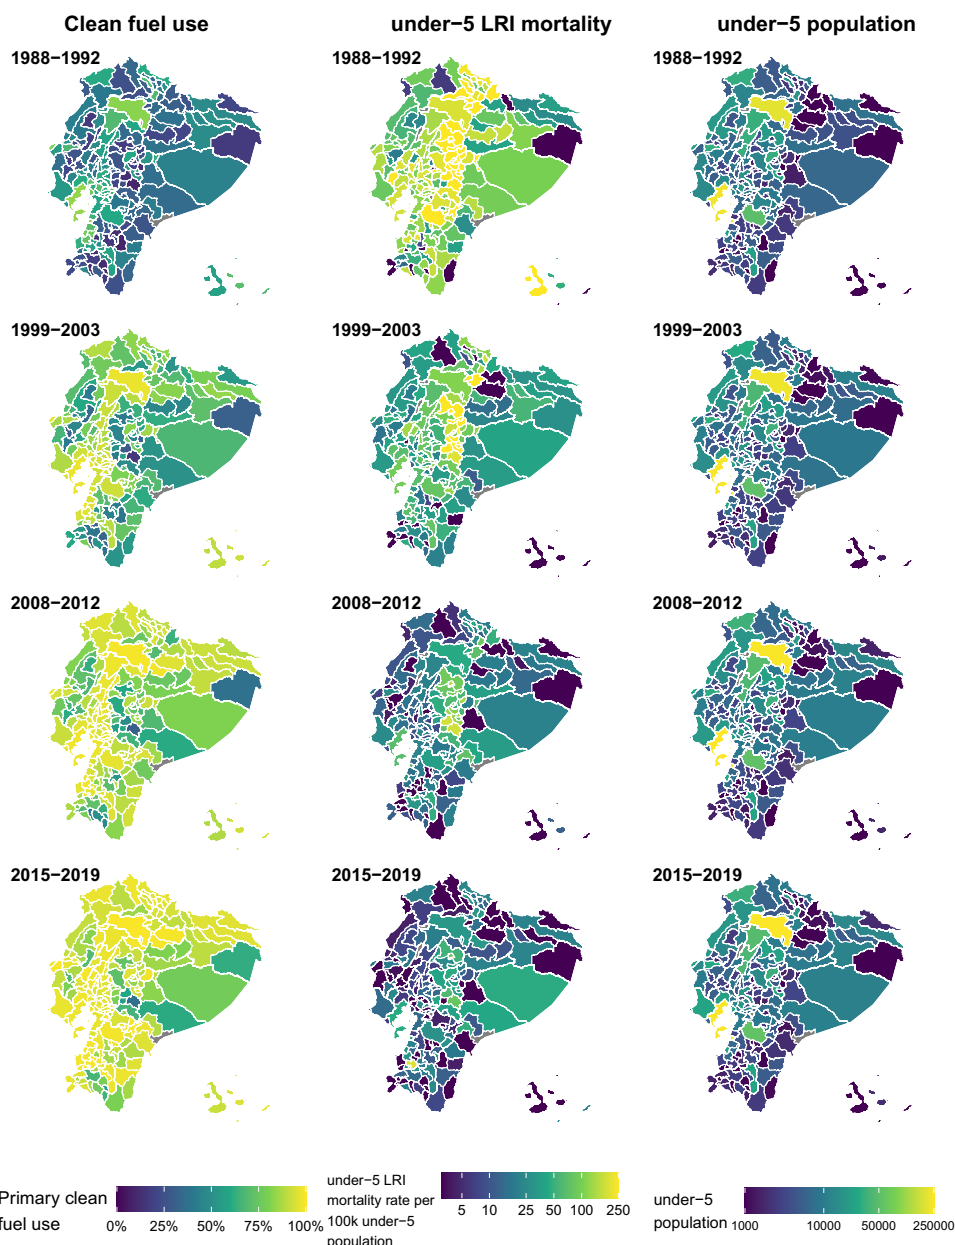 Clean fuel use
under−5 LRI mortality
under−5 population
1988−1992
1988−1992
1988−1992
1999−2003
1999−2003
1999−2003
2008−2012
2008−2012
2008−2012
2015−2019
2015−2019
2015−2019
Primary clean
fuel use
0% 25% 50% 75% 100%
under−5 LRI
mortality rate per
100k under−5
population
5 10 25 50 100 250
under−5
population
1000 10000 50000 250000